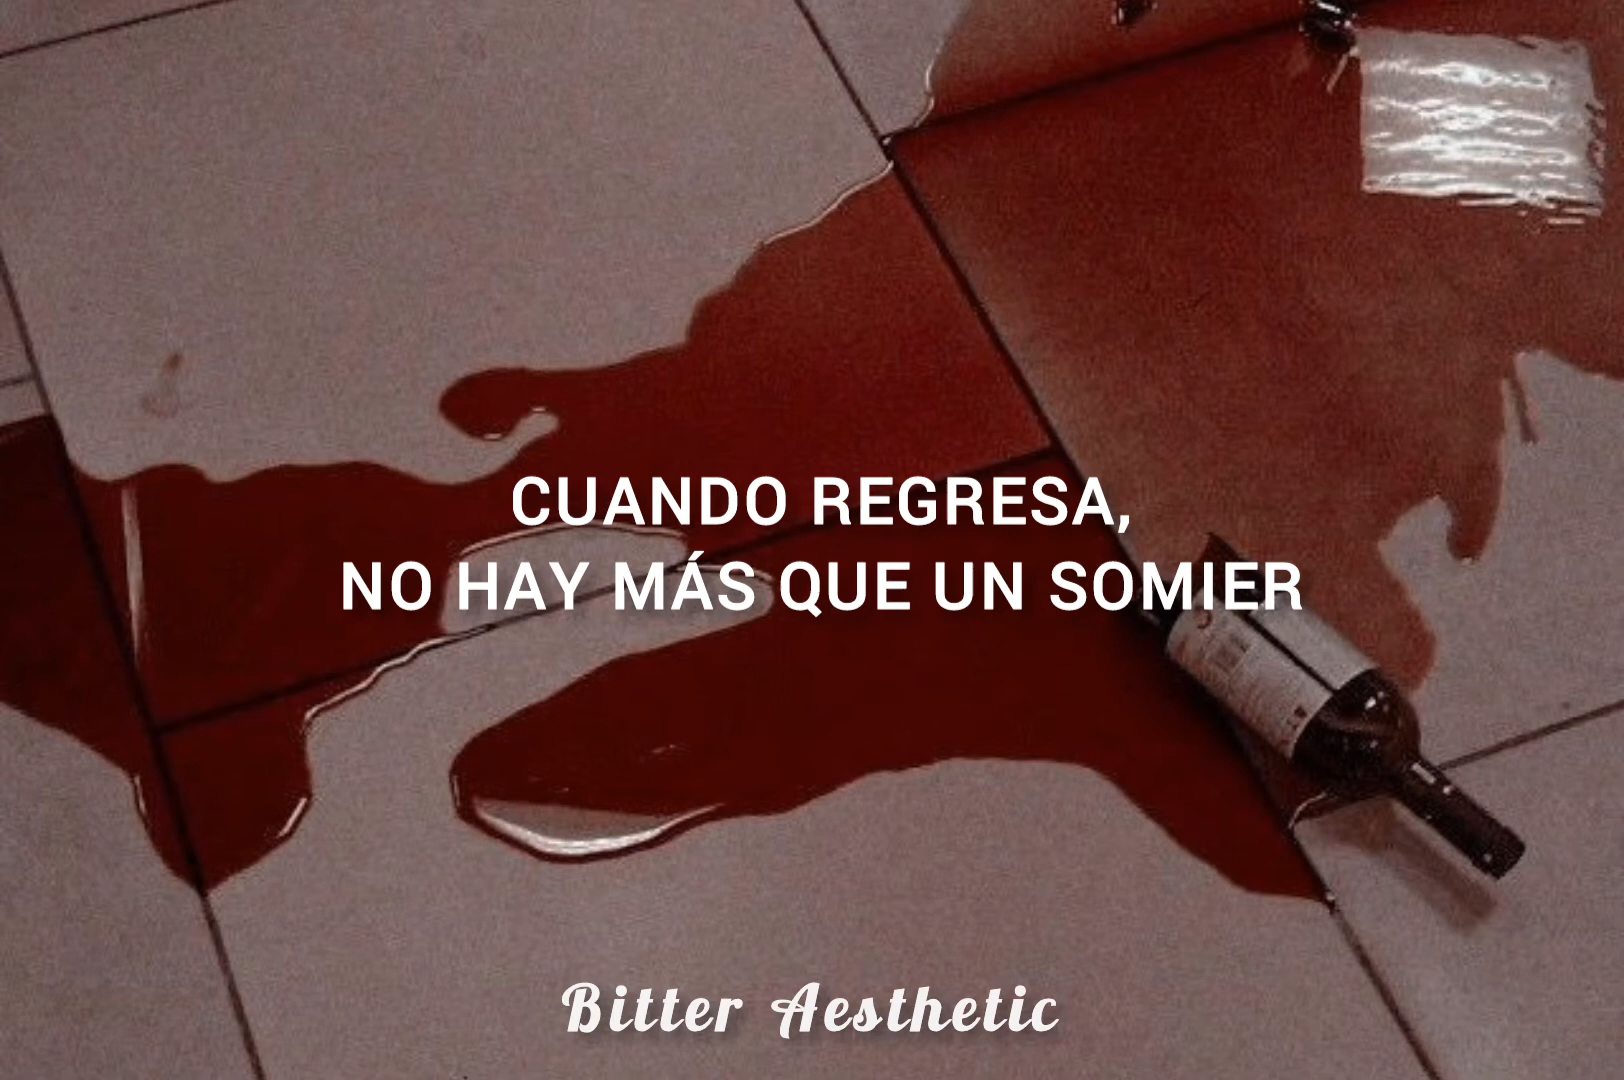 CUANDO REGRESA,
NO HAY MÁS QUE UN SOMIER
Bitter Aesthetic